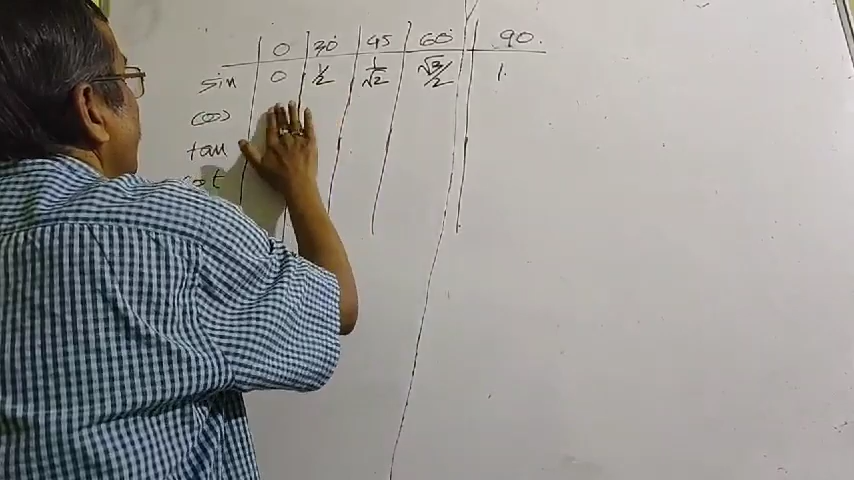 0 30° 45 60° 90
sin 0 1/2 1/√2 √3/2 1
cos
tan
cot